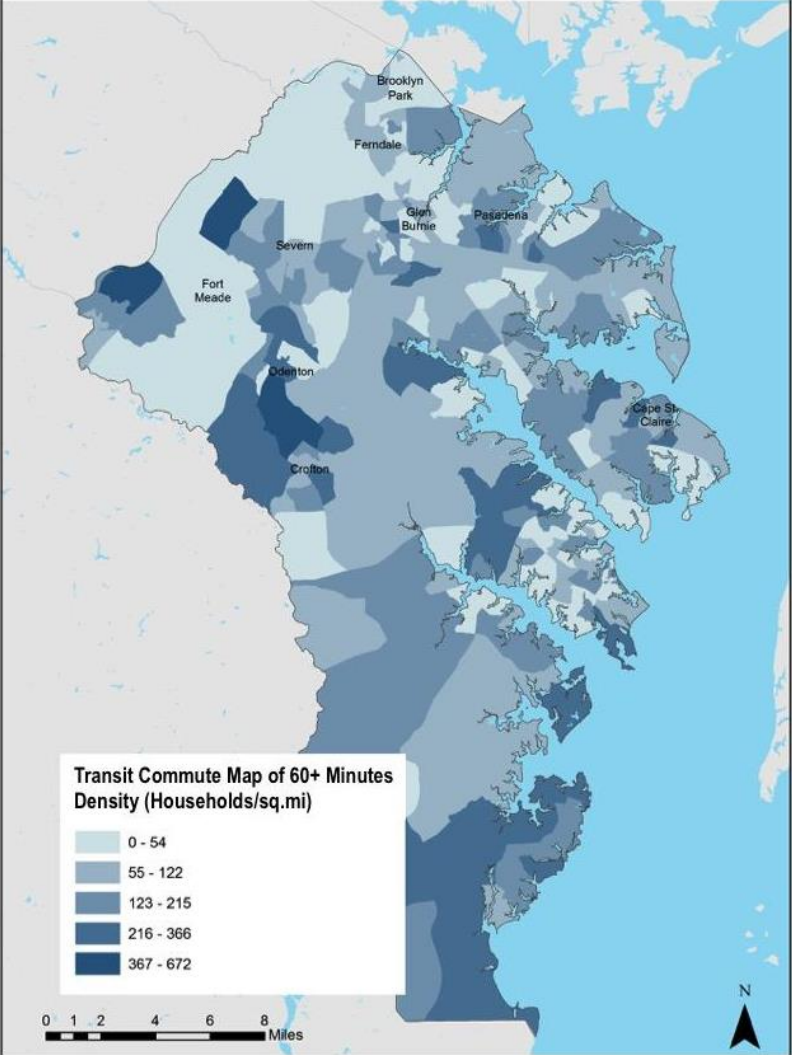 Brooklyn
Park
Ferndale
Glen
Burnie
Pasadena
Severn
Fort
Meade
Odenton
Cape St.
Claire
Crofton
Transit Commute Map of 60+ Minutes
Density (Households/sq.mi)
0 - 54
55 - 122
123 - 215
216 - 366
367 - 672
0 1 2 4 6 8
Miles
N